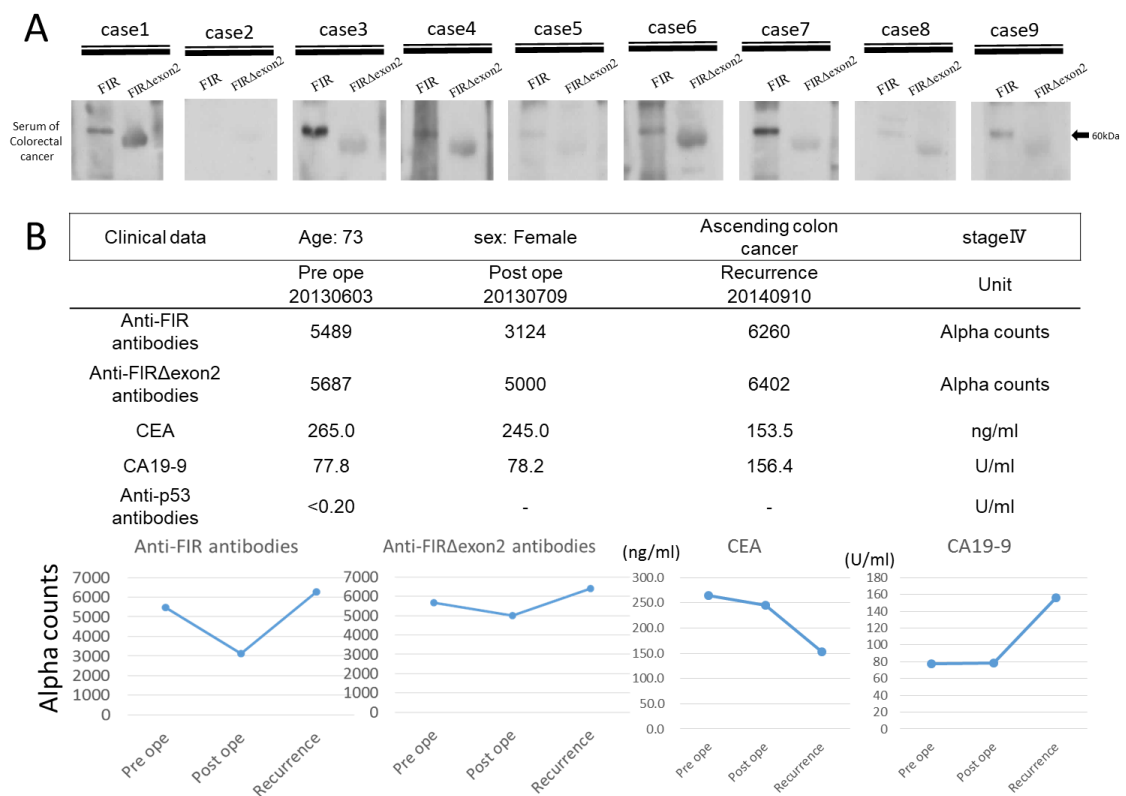 A
case1 case2 case3 case4 case5 case6 case7 case8 case9
FIR FIRΔexon2 FIR FIRΔexon2 FIR FIRΔexon2 FIR FIRΔexon2 FIR FIRΔexon2 FIR FIRΔexon2 FIR FIRΔexon2 FIR FIRΔexon2 FIR FIRΔexon2
Serum of
Colorectal
cancer
60kDa
B
Clinical data Age: 73 sex: Female Ascending colon
cancer stageⅣ
Pre ope Post ope Recurrence Unit
20130603 20130709 20140910
Anti-FIR
antibodies 5489 3124 6260 Alpha counts
Anti-FIRΔexon2
antibodies 5687 5000 6402 Alpha counts
CEA 265.0 245.0 153.5 ng/ml
CA19-9 77.8 78.2 156.4 U/ml
Anti-p53
antibodies <0.20 - - U/ml
Anti-FIR antibodies
Alpha counts
7000
6000
5000
4000
3000
2000
1000
0
Pre ope Post ope Recurrence
Anti-FIRΔexon2 antibodies
7000
6000
5000
4000
3000
2000
1000
0
Pre ope Post ope Recurrence
(ng/ml) CEA
300.0
250.0
200.0
150.0
100.0
50.0
0.0
Pre ope Post ope Recurrence
(U/ml) CA19-9
180
160
140
120
100
80
60
40
20
0
Pre ope Post ope Recurrence